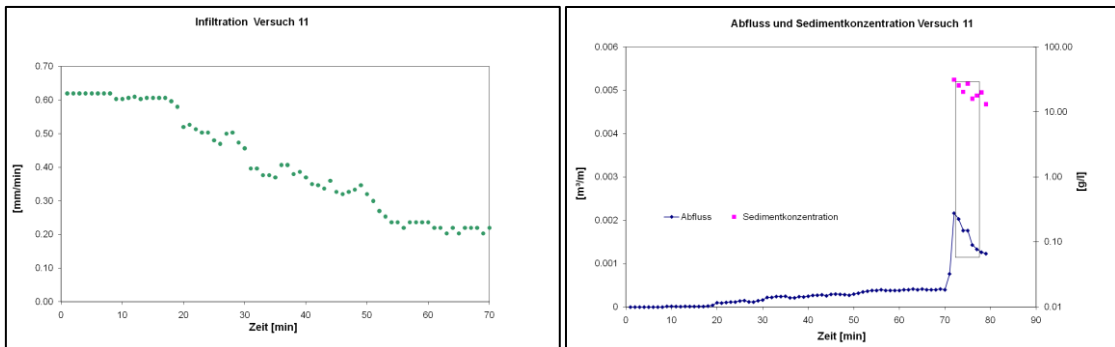 Infiltration Versuch 11
[mm/min]
0.70
0.60
0.50
0.40
0.30
0.20
0.10
0.00
0 10 20 30 40 50 60 70
Zeit [min]
Abfluss und Sedimentkonzentration Versuch 11
[m³/m]
0.006
0.005
0.004
0.003
0.002
0.001
0
100.00
10.00
1.00
0.10
0.01
[g/l]
Abfluss Sedimentkonzentration
0 10 20 30 40 50 60 70 80 90
Zeit [min]